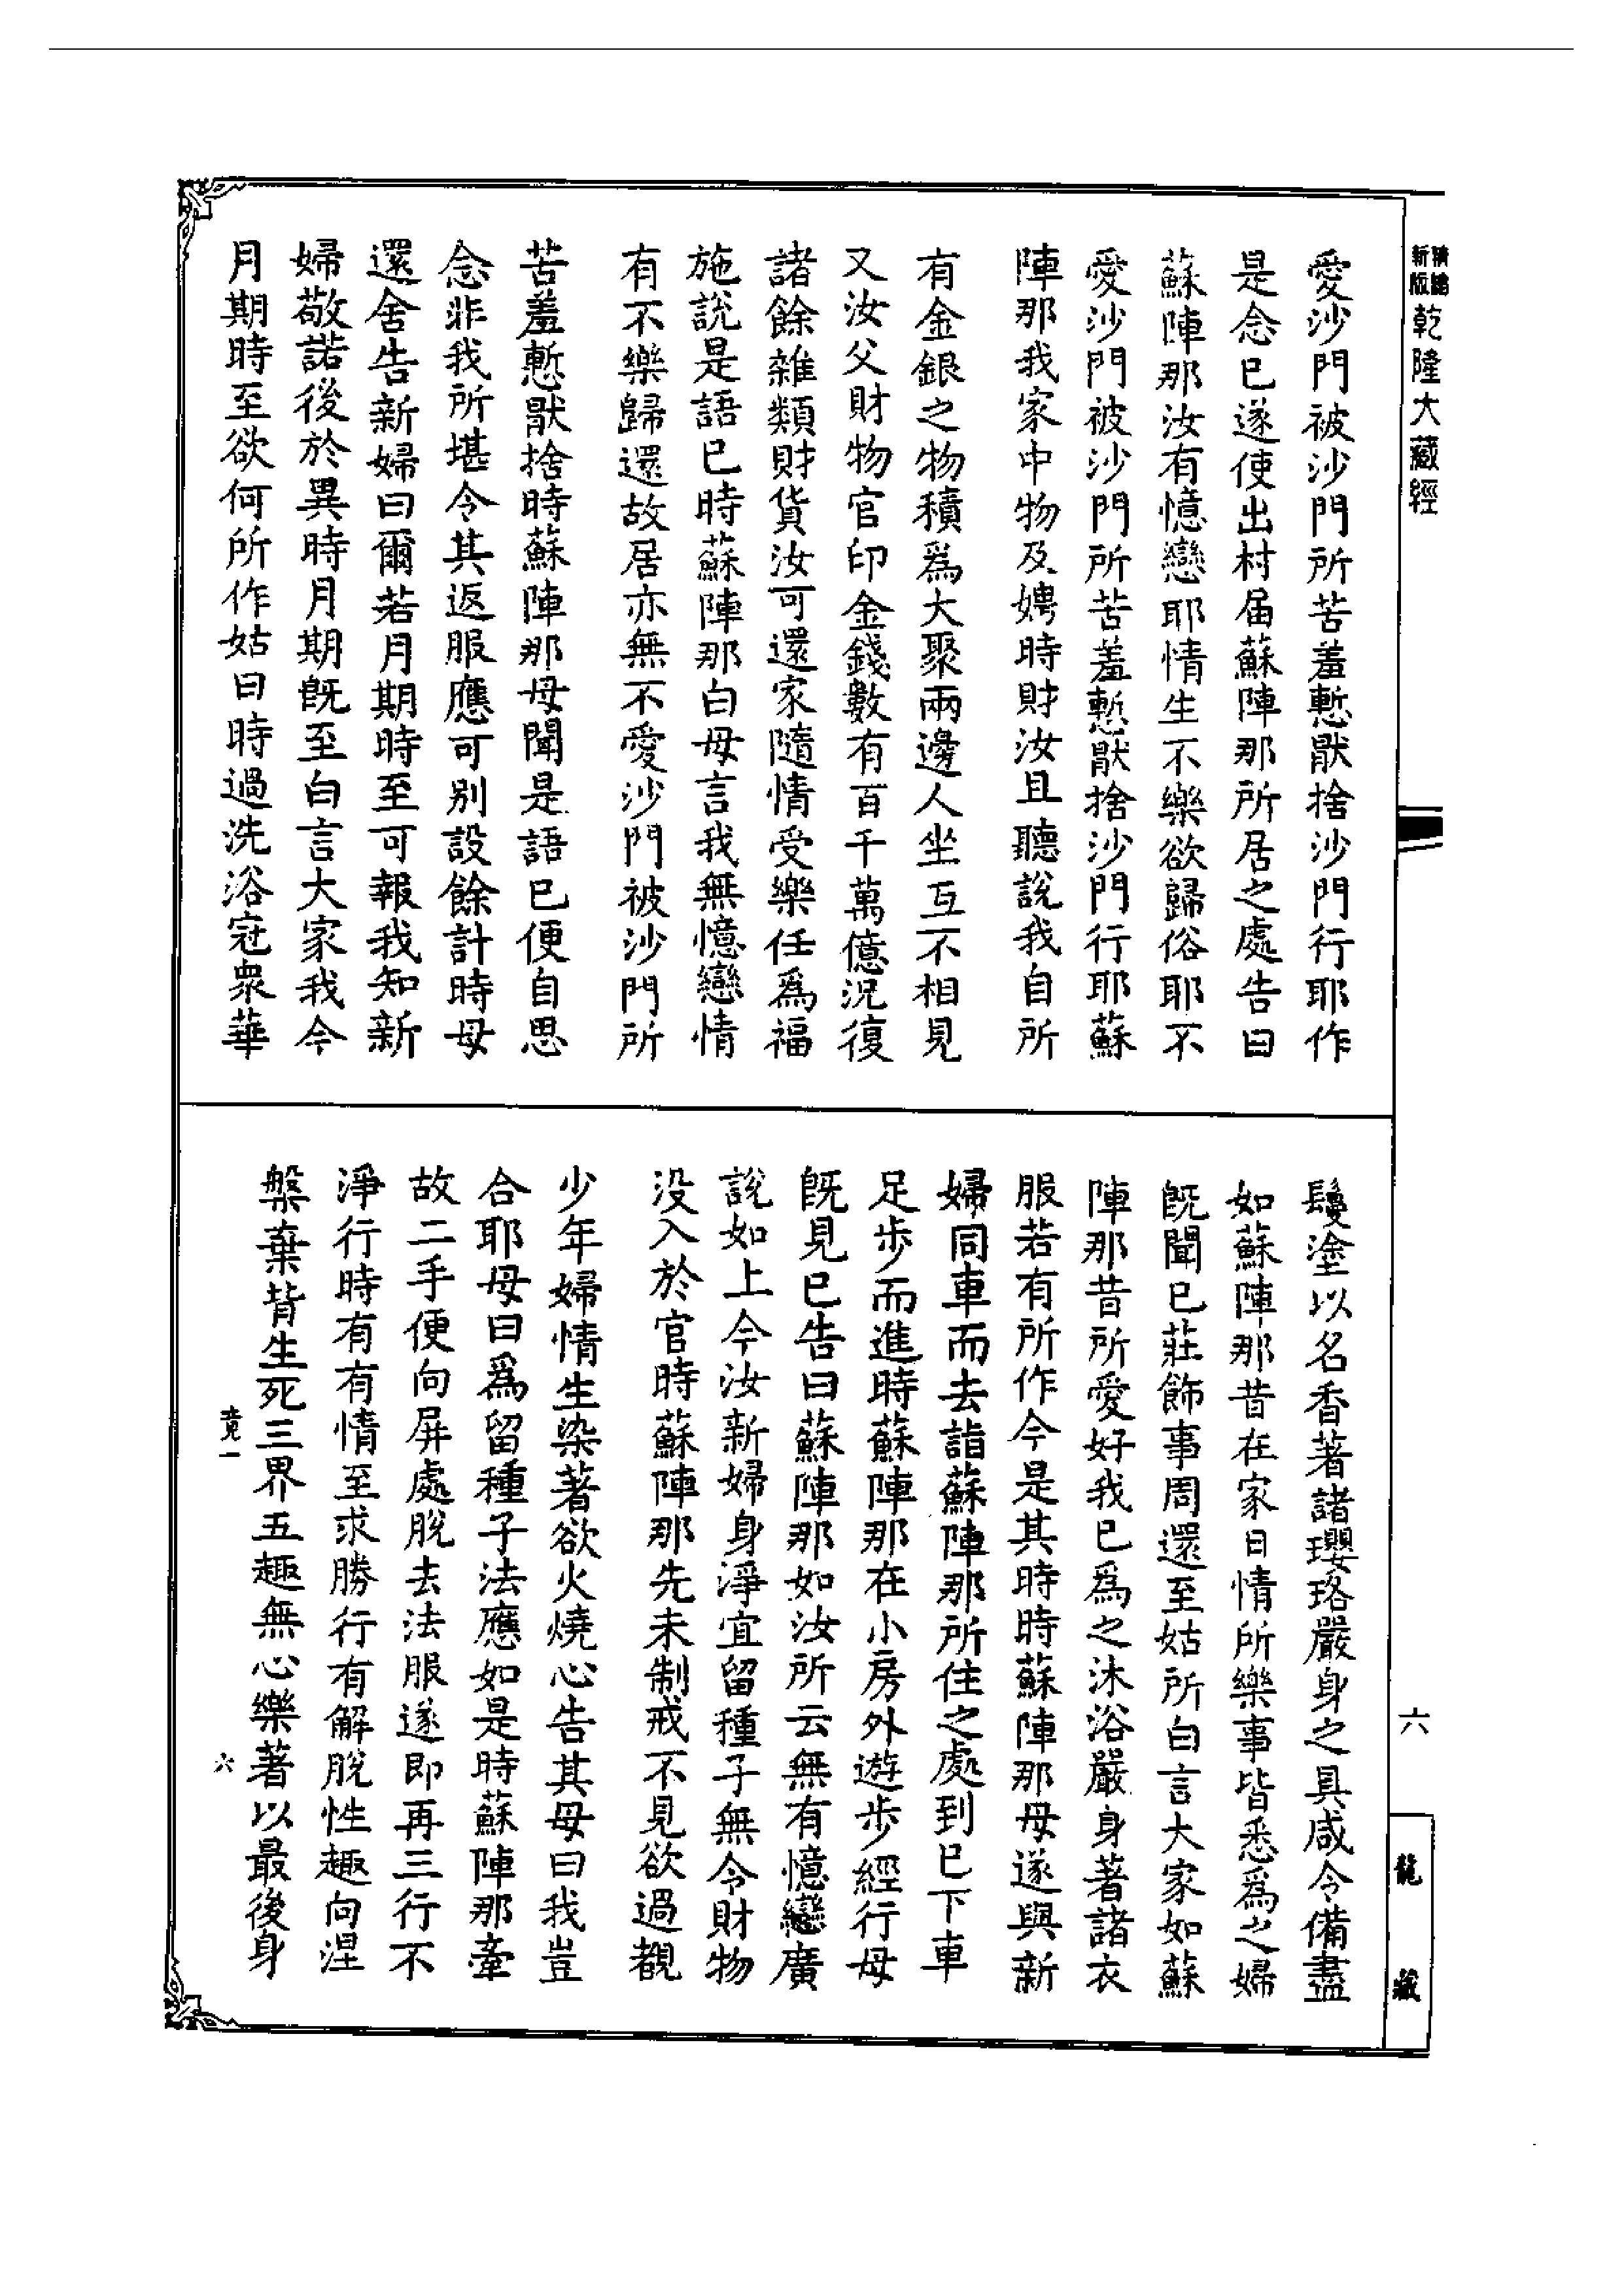 新版
精縮
乾隆大藏經
愛沙門被沙門所苦羞慙厭捨沙門行耶作
是念已遂使出村届蘇陣那所居之處告曰
蘇陣那汝有憶戀耶情生不樂欲歸俗耶不
愛沙門被沙門所苦羞慙厭捨沙門行耶蘇
陣那我家中物及娉時財汝且聽說我自所
有金銀之物積爲大聚兩邊人坐互不相見
又汝父財物官印金錢數有百千萬億況復
諸餘雜類財貨汝可還家隨情受樂任爲福
施說是語已時蘇陣那白母言我無憶戀情
有不樂歸還故居亦無不愛沙門被沙門所
苦羞慙厭捨時蘇陣那母聞是語已便自思
念非我所堪令其返服應可別設餘計時母
還舍告新婦曰爾若月期時至可報我知新
婦敬諾後於異時月期既至白言大家我今
月期時至欲何所作姑曰時過洗浴冠衆華
鬘塗以名香著諸瓔珞嚴身之具咸令備盡
如蘇陣那昔在家日情所樂事皆悉爲之婦
既聞已莊飾事周還至姑所白言大家如蘇
陣那昔所愛好我已爲之沐浴嚴身著諸衣
服若有所作今是其時時蘇陣那母遂與新
婦同車而去詣蘇陣那所住之處到已下車
足步而進時蘇陣那在小房外遊步經行母
既見已告曰蘇陣那如汝所云無有憶戀廣
說如上今汝新婦身淨宜留種子無令財物
没入於官時蘇陣那先未制戒不見欲過觀
少年婦情生染著欲火燒心告其母曰我豈
合耶母曰爲留種子法應如是時蘇陣那牽
故二手便向屏處脫去法服遂即再三行不
淨行時有有情至求勝行有解脫性趣向涅
槃棄背生死三界五趣無心樂著以最後身
竟一
六
六
龍藏